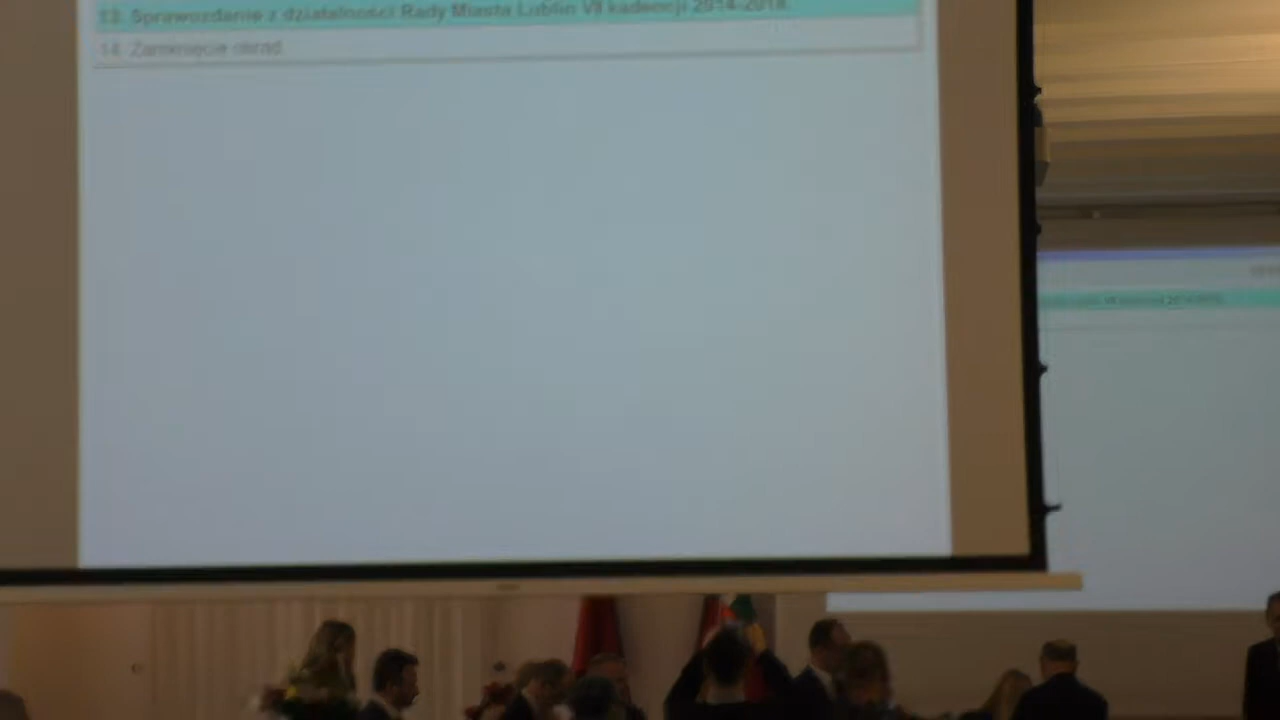 13. Sprawozdanie z działalności Rady Miasta Lublin VII kadencji 2014-2018.
14. Zamknięcie obrad.